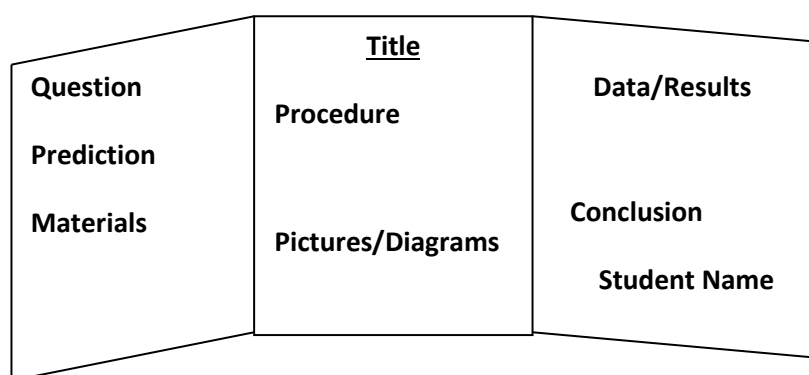 Question
Prediction
Materials
Title
Procedure
Pictures/Diagrams
Data/Results
Conclusion
Student Name